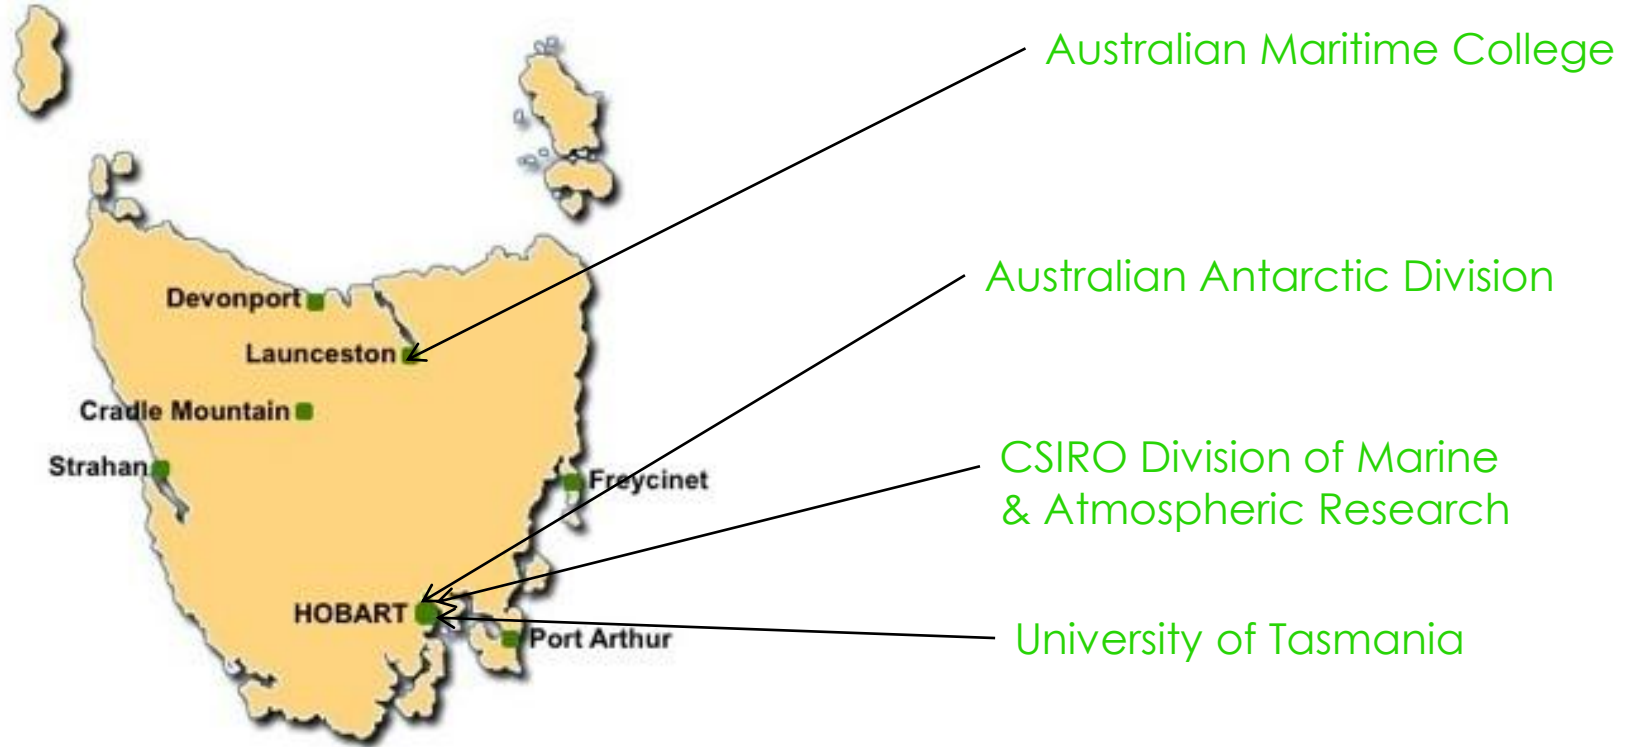 Australian Maritime College
Australian Antarctic Division
Devonport
Launceston
Cradle Mountain
Strahan
Freycinet
CSIRO Division of Marine
& Atmospheric Research
HOBART
Port Arthur
University of Tasmania